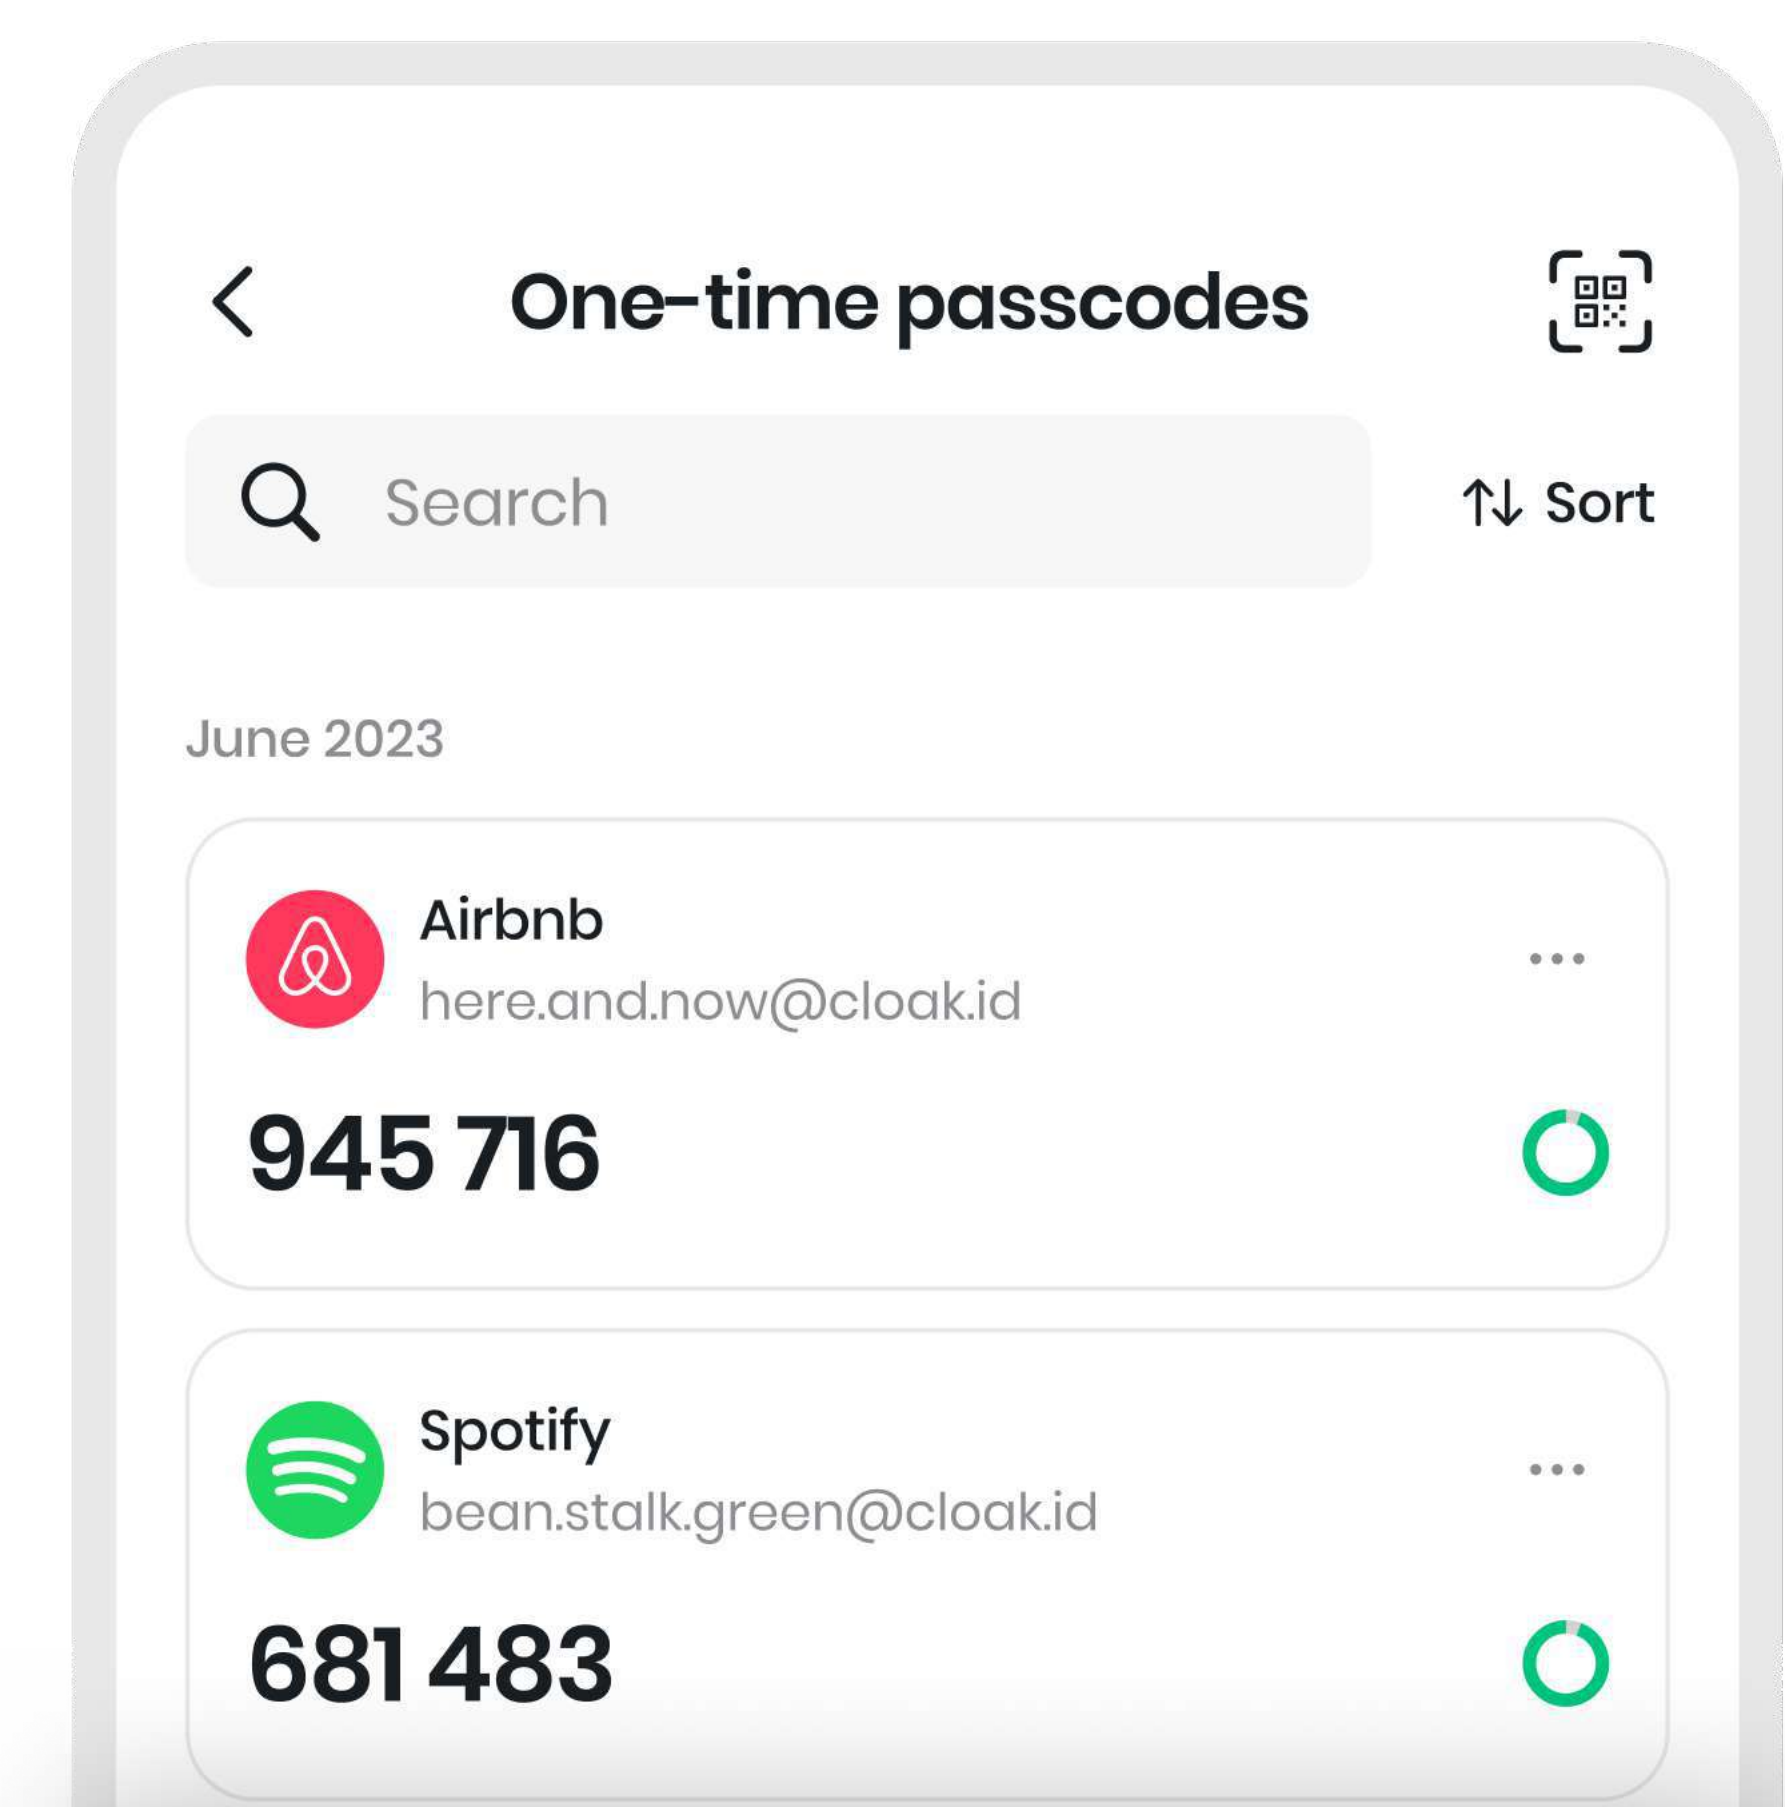 One-time passcodes
Search
Sort
June 2023
Airbnb
here.and.now@cloak.id
945 716
Spotify
bean.stalk.green@cloak.id
681 483